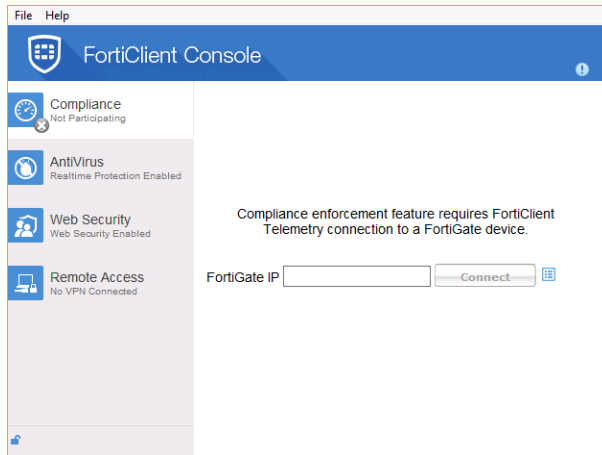 File Help
FortiClient Console
Compliance
Not Participating
AntiVirus
Realtime Protection Enabled
Web Security
Web Security Enabled
Remote Access
No VPN Connected
Compliance enforcement feature requires FortiClient
Telemetry connection to a FortiGate device.
FortiGate IP Connect